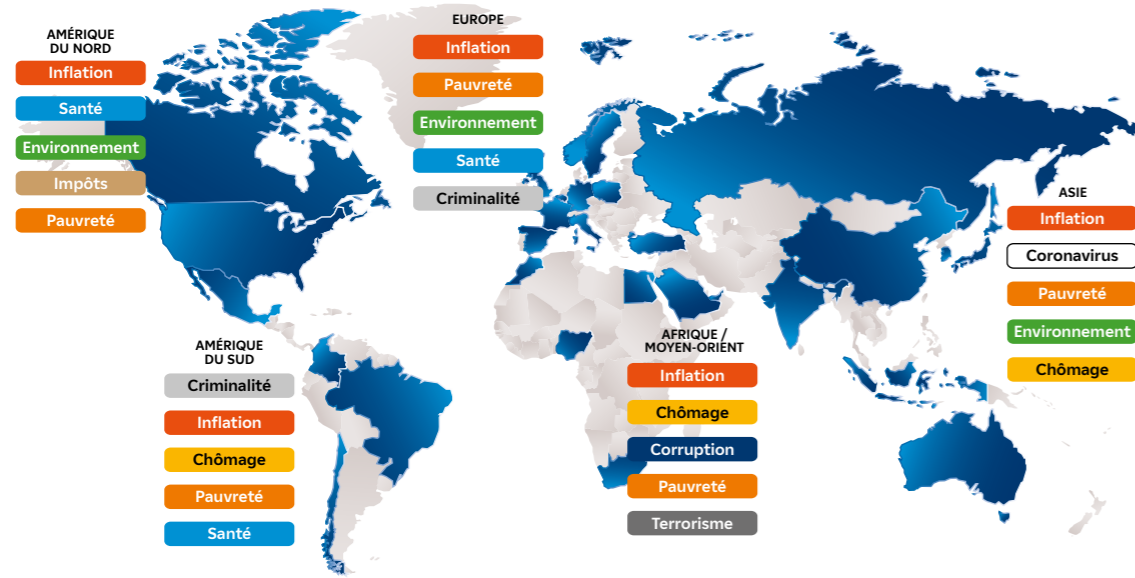 AMÉRIQUE
DU NORD
Inflation
Santé
Environnement
Impôts
Pauvreté
EUROPE
Inflation
Pauvreté
Environnement
Santé
Criminalité
ASIE
Inflation
Coronavirus
Pauvreté
Environnement
Chômage
AMÉRIQUE
DU SUD
Criminalité
Inflation
Chômage
Pauvreté
Santé
AFRIQUE /
MOYEN-ORIENT
Inflation
Chômage
Corruption
Pauvreté
Terrorisme